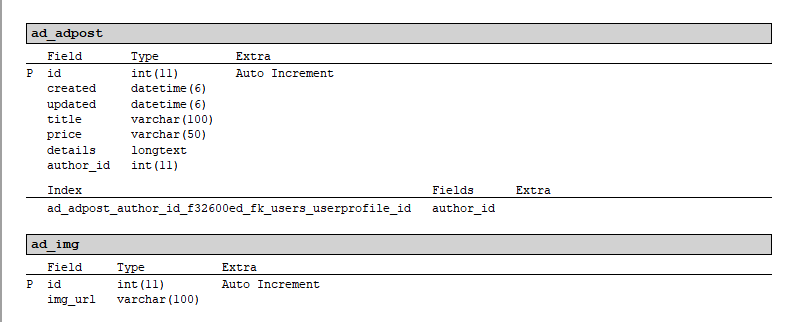 ad_adpost
Field Type Extra
P id int(11) Auto Increment
created datetime(6)
updated datetime(6)
title varchar(100)
price varchar(50)
details longtext
author_id int(11)
Index Fields Extra
ad_adpost_author_id_f32600ed_fk_users_userprofile_id author_id
ad_img
Field Type Extra
P id int(11) Auto Increment
img_url varchar(100)